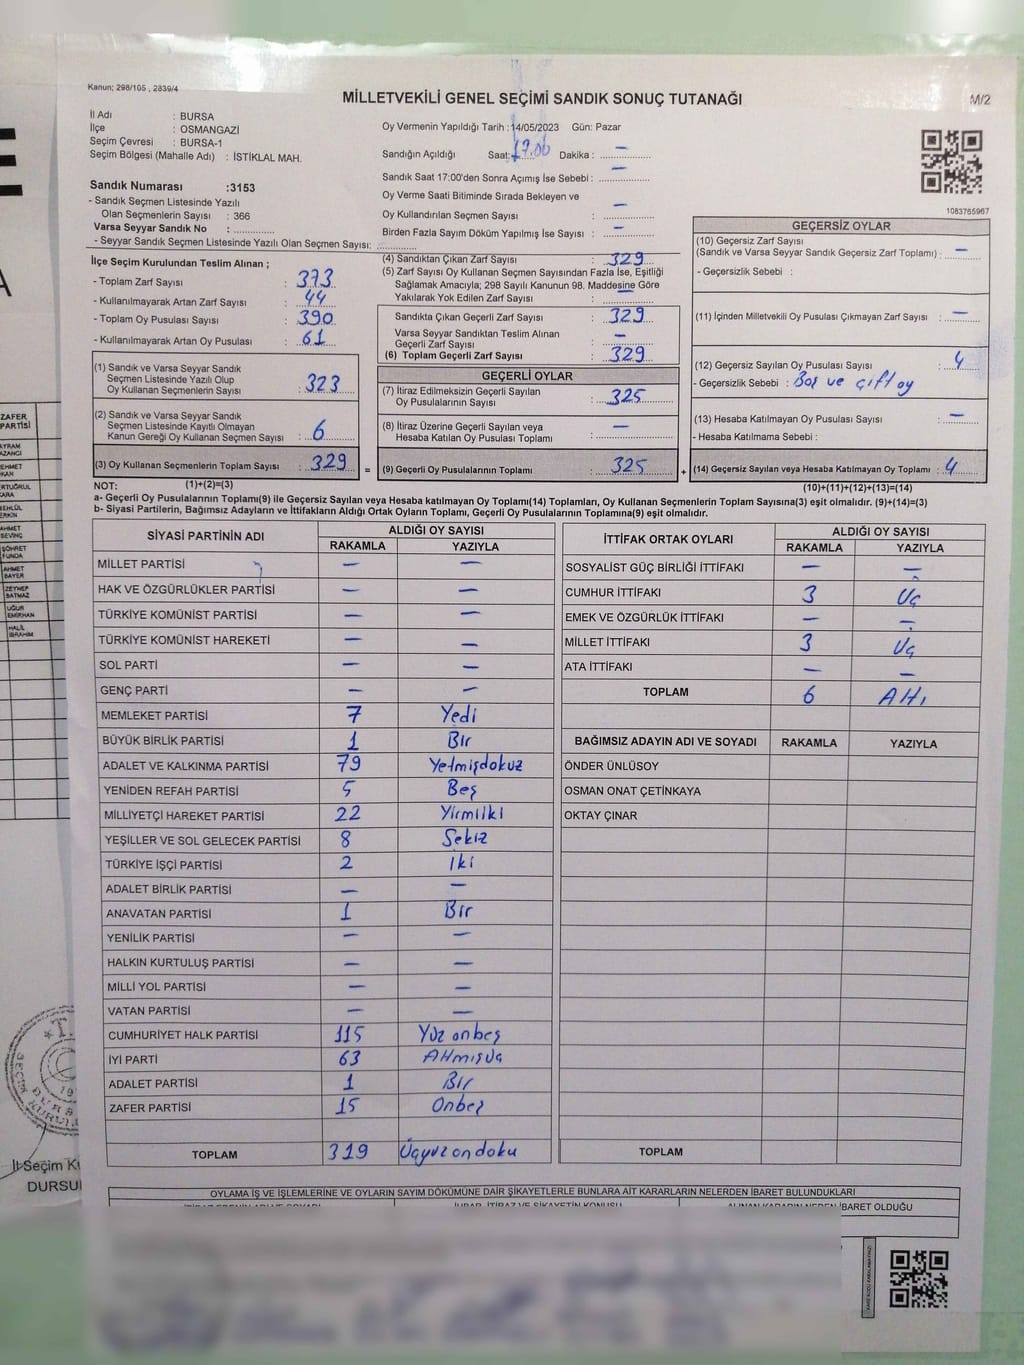 Kanun; 298/105 , 2839/4
MİLLETVEKİLİ GENEL SEÇİMİ SANDIK SONUÇ TUTANAĞI
M/2
İl Adı : BURSA
İlçe : OSMANGAZİ
Seçim Çevresi : BURSA-1
Seçim Bölgesi (Mahalle Adı) : İSTİKLAL MAH.
Oy Vermenin Yapıldığı Tarih : 14/05/2023 Gün: Pazar
Sandığın Açıldığı Saat: 17.00 Dakika : —
Sandık Saat 17:00'den Sonra Açımış İse Sebebi : —
Oy Verme Saati Bitiminde Sırada Bekleyen ve
Oy Kullandırılan Seçmen Sayısı : —
Birden Fazla Sayım Döküm Yapılmış İse Sayısı : —
Sandık Numarası :3153
- Sandık Seçmen Listesinde Yazılı
Olan Seçmenlerin Sayısı : 366
Varsa Seyyar Sandık No :
- Seyyar Sandık Seçmen Listesinde Yazılı Olan Seçmen Sayısı:
1083765967
İlçe Seçim Kurulundan Teslim Alınan ;
- Toplam Zarf Sayısı : 373
- Kullanılmayarak Artan Zarf Sayısı : 44
- Toplam Oy Pusulası Sayısı : 390
- Kullanılmayarak Artan Oy Pusulası : 61
(1) Sandık ve Varsa Seyyar Sandık
Seçmen Listesinde Yazılı Olup
Oy Kullanan Seçmenlerin Sayısı : 323
(2) Sandık ve Varsa Seyyar Sandık
Seçmen Listesinde Kayıtlı Olmayan
Kanun Gereği Oy Kullanan Seçmen Sayısı : 6
(3) Oy Kullanan Seçmenlerin Toplam Sayısı : 329
(1)+(2)=(3)
(4) Sandıktan Çıkan Zarf Sayısı : 329
(5) Zarf Sayısı Oy Kullanan Seçmen Sayısından Fazla İse, Eşitliği
Sağlamak Amacıyla; 298 Sayılı Kanunun 98. Maddesine Göre
Yakılarak Yok Edilen Zarf Sayısı : —
Sandıkta Çıkan Geçerli Zarf Sayısı : 329
Varsa Seyyar Sandıktan Teslim Alınan
Geçerli Zarf Sayısı : —
(6) Toplam Geçerli Zarf Sayısı : 329
GEÇERLİ OYLAR
(7) İtiraz Edilmeksizin Geçerli Sayılan
Oy Pusulalarının Sayısı : 325
(8) İtiraz Üzerine Geçerli Sayılan veya
Hesaba Katılan Oy Pusulası Toplamı : —
= (9) Geçerli Oy Pusulalarının Toplamı : 325 +
GEÇERSİZ OYLAR
(10) Geçersiz Zarf Sayısı
(Sandık ve Varsa Seyyar Sandık Geçersiz Zarf Toplamı) : —
- Geçersizlik Sebebi :
(11) İçinden Milletvekili Oy Pusulası Çıkmayan Zarf Sayısı : —
(12) Geçersiz Sayılan Oy Pusulası Sayısı : 4
- Geçersizlik Sebebi : Boş ve çift oy
(13) Hesaba Katılmayan Oy Pusulası Sayısı : —
- Hesaba Katılmama Sebebi :
(14) Geçersiz Sayılan veya Hesaba Katılmayan Oy Toplamı : 4
(10)+(11)+(12)+(13)=(14)
NOT:
a- Geçerli Oy Pusulalarının Toplamı(9) ile Geçersiz Sayılan veya Hesaba katılmayan Oy Toplamı(14) Toplamları, Oy Kullanan Seçmenlerin Toplam Sayısına(3) eşit olmalıdır. (9)+(14)=(3)
b- Siyasi Partilerin, Bağımsız Adayların ve İttifakların Aldığı Ortak Oyların Toplamı, Geçerli Oy Pusulalarının Toplamına(9) eşit olmalıdır.
SİYASİ PARTİNİN ADI ALDIĞI OY SAYISI
RAKAMLA YAZIYLA
MİLLET PARTİSİ — —
HAK VE ÖZGÜRLÜKLER PARTİSİ — —
TÜRKİYE KOMÜNİST PARTİSİ — —
TÜRKİYE KOMÜNİST HAREKETİ — —
SOL PARTİ — —
GENÇ PARTİ — —
MEMLEKET PARTİSİ 7 Yedi
BÜYÜK BİRLİK PARTİSİ 1 Bir
ADALET VE KALKINMA PARTİSİ 79 Yetmişdokuz
YENİDEN REFAH PARTİSİ 5 Beş
MİLLİYETÇİ HAREKET PARTİSİ 22 Yirmiiki
YEŞİLLER VE SOL GELECEK PARTİSİ 8 Sekiz
TÜRKİYE İŞÇİ PARTİSİ 2 İki
ADALET BİRLİK PARTİSİ — —
ANAVATAN PARTİSİ 1 Bir
YENİLİK PARTİSİ — —
HALKIN KURTULUŞ PARTİSİ — —
MİLLİ YOL PARTİSİ — —
VATAN PARTİSİ — —
CUMHURİYET HALK PARTİSİ 115 Yüz onbeş
İYİ PARTİ 63 Altmışüç
ADALET PARTİSİ 1 Bir
ZAFER PARTİSİ 15 Onbeş
TOPLAM 319 Üçyüzondoku
İTTİFAK ORTAK OYLARI ALDIĞI OY SAYISI
RAKAMLA YAZIYLA
SOSYALİST GÜÇ BİRLİĞİ İTTİFAKI — —
CUMHUR İTTİFAKI 3 Üç
EMEK VE ÖZGÜRLÜK İTTİFAKI — —
MİLLET İTTİFAKI 3 Üç
ATA İTTİFAKI — —
TOPLAM 6 Altı
BAĞIMSIZ ADAYIN ADI VE SOYADI RAKAMLA YAZIYLA
ÖNDER ÜNLÜSOY
OSMAN ONAT ÇETİNKAYA
OKTAY ÇINAR
TOPLAM
OYLAMA İŞ VE İŞLEMLERİNE VE OYLARIN SAYIM DÖKÜMÜNE DAİR ŞİKAYETLERLE BUNLARA AİT KARARLARIN NELERDEN İBARET BULUNDUKLARI
İBARET OLDUĞU
ZAFER
PARTİSİ
İl Seçim Ku
DURSU